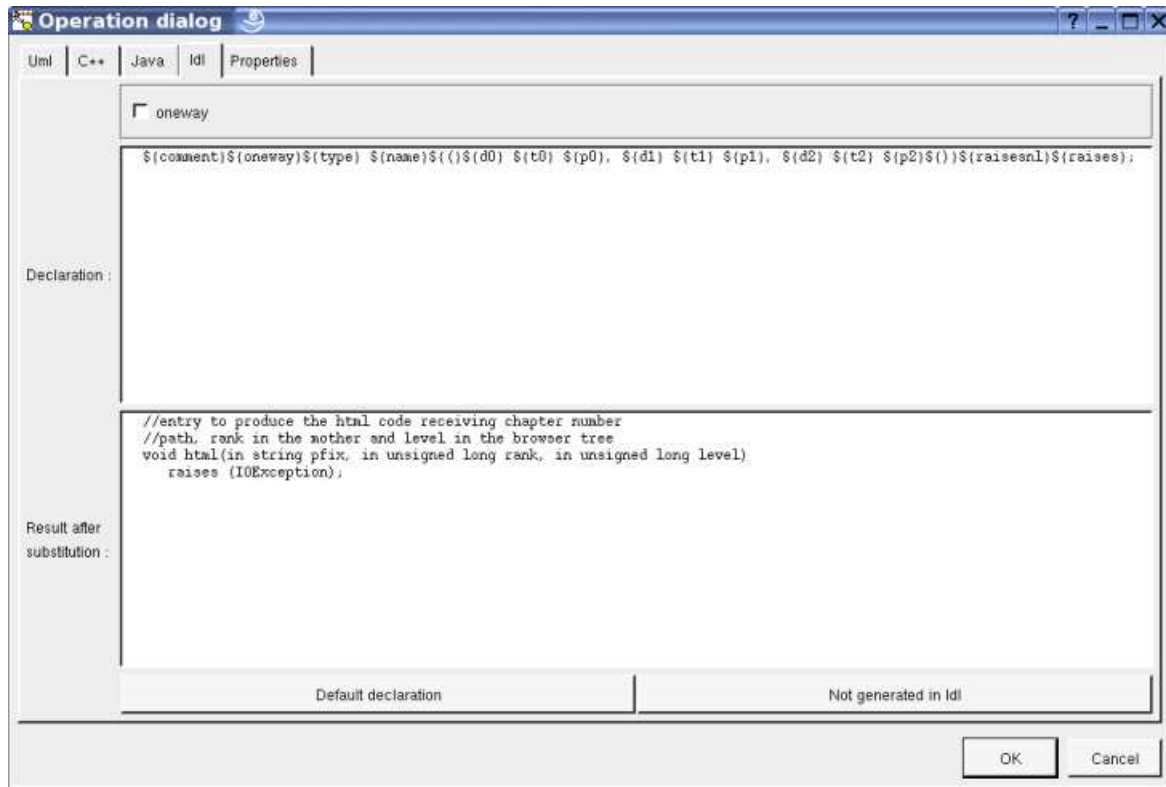 Operation dialog
Uml C++ Java Idl Properties
oneway
${comment}${oneway}${type} ${name}${(}${d0} ${t0} ${p0}, ${d1} ${t1} ${p1}, ${d2} ${t2} ${p2}${)}${raisesnl}${raises};
Declaration :
//entry to produce the html code receiving chapter number
//path, rank in the mother and level in the browser tree
void html(in string pfix, in unsigned long rank, in unsigned long level)
raises (IOException);
Result after
substitution :
Default declaration Not generated in Idl
OK Cancel